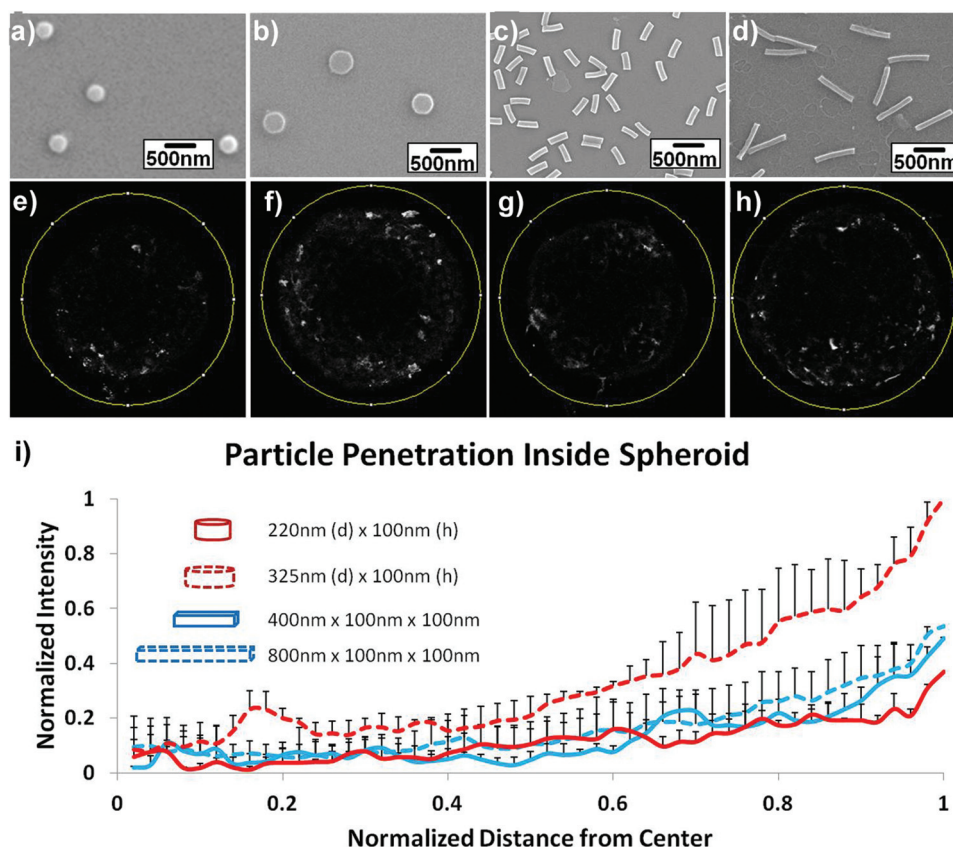 a) b) c) d)
500nm 500nm 500nm 500nm
e) f) g) h)
i) Particle Penetration Inside Spheroid
Normalized Intensity
1
0.8
0.6
0.4
0.2
0
220nm (d) x 100nm (h)
325nm (d) x 100nm (h)
400nm x 100nm x 100nm
800nm x 100nm x 100nm
0 0.2 0.4 0.6 0.8 1
Normalized Distance from Center